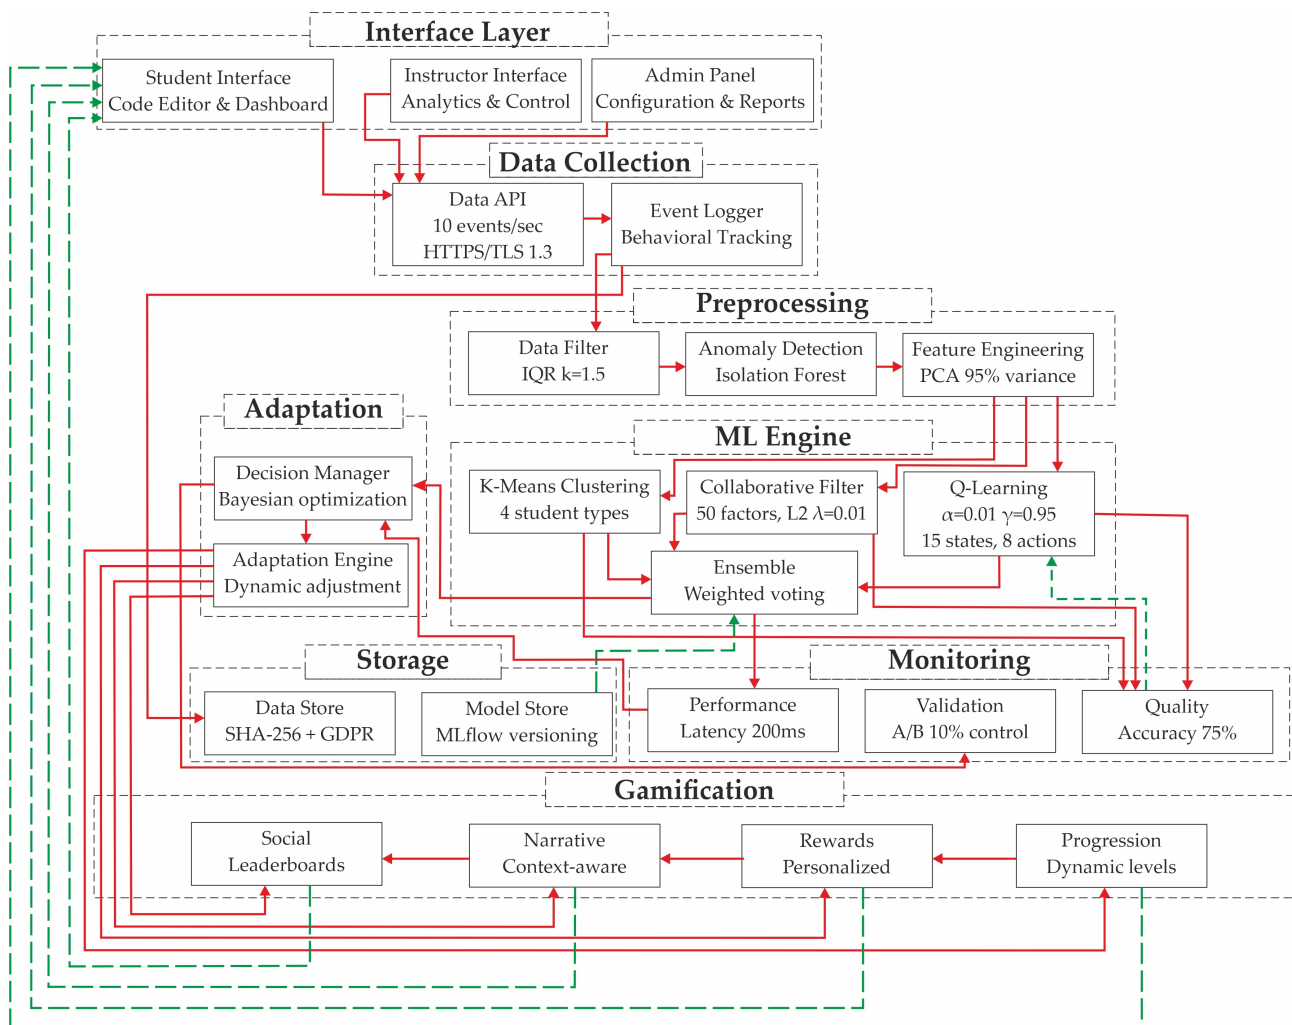 Interface Layer
Student Interface
Code Editor & Dashboard
Instructor Interface
Analytics & Control
Admin Panel
Configuration & Reports
Data Collection
Data API
10 events/sec
HTTPS/TLS 1.3
Event Logger
Behavioral Tracking
Preprocessing
Data Filter
IQR k=1.5
Anomaly Detection
Isolation Forest
Feature Engineering
PCA 95% variance
Adaptation
Decision Manager
Bayesian optimization
Adaptation Engine
Dynamic adjustment
ML Engine
K-Means Clustering
4 student types
Collaborative Filter
50 factors, L2 λ=0.01
Q-Learning
α=0.01 γ=0.95
15 states, 8 actions
Ensemble
Weighted voting
Storage
Data Store
SHA-256 + GDPR
Model Store
MLflow versioning
Monitoring
Performance
Latency 200ms
Validation
A/B 10% control
Quality
Accuracy 75%
Gamification
Social
Leaderboards
Narrative
Context-aware
Rewards
Personalized
Progression
Dynamic levels